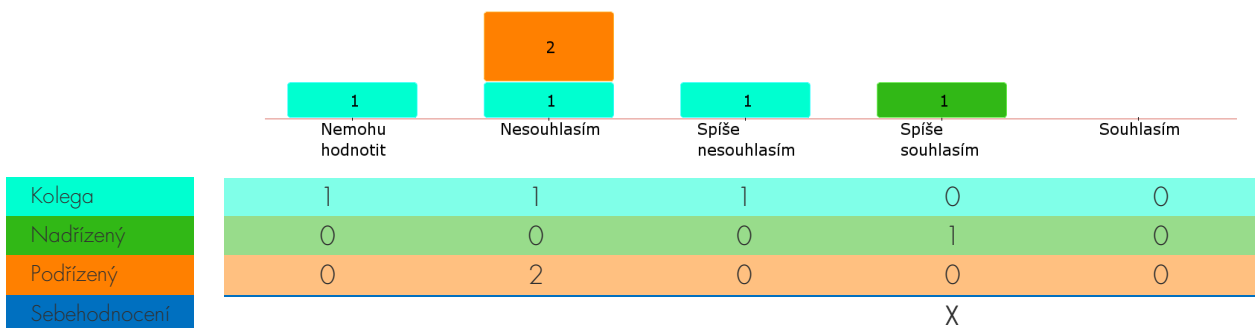 2
1 1 1 1
Nemohu hodnotit
Nesouhlasím
Spíše nesouhlasím
Spíše souhlasím
Souhlasím
Kolega 1 1 1 0 0
Nadřízený 0 0 0 1 0
Podřízený 0 2 0 0 0
Sebehodnocení X